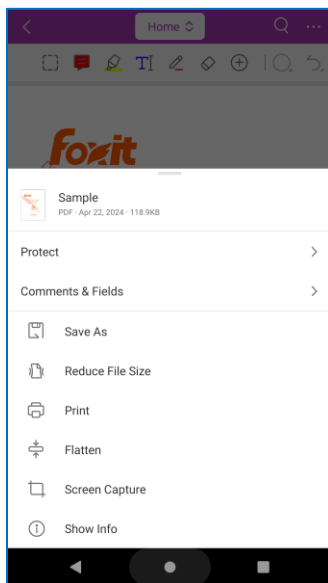 Home
TI
foxit
Sample
PDF · Apr 22, 2024 · 118.9KB
Protect
Comments & Fields
Save As
Reduce File Size
Print
Flatten
Screen Capture
Show Info